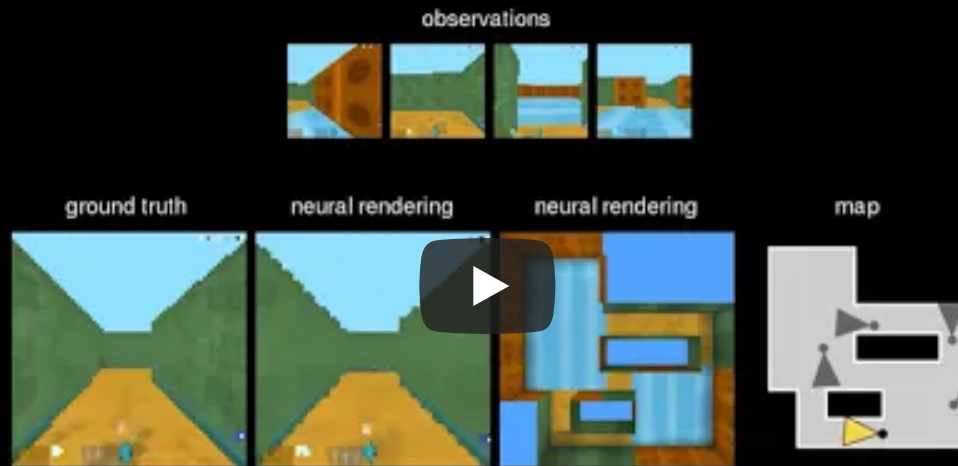 observations
ground truth
neural rendering
neural rendering
map